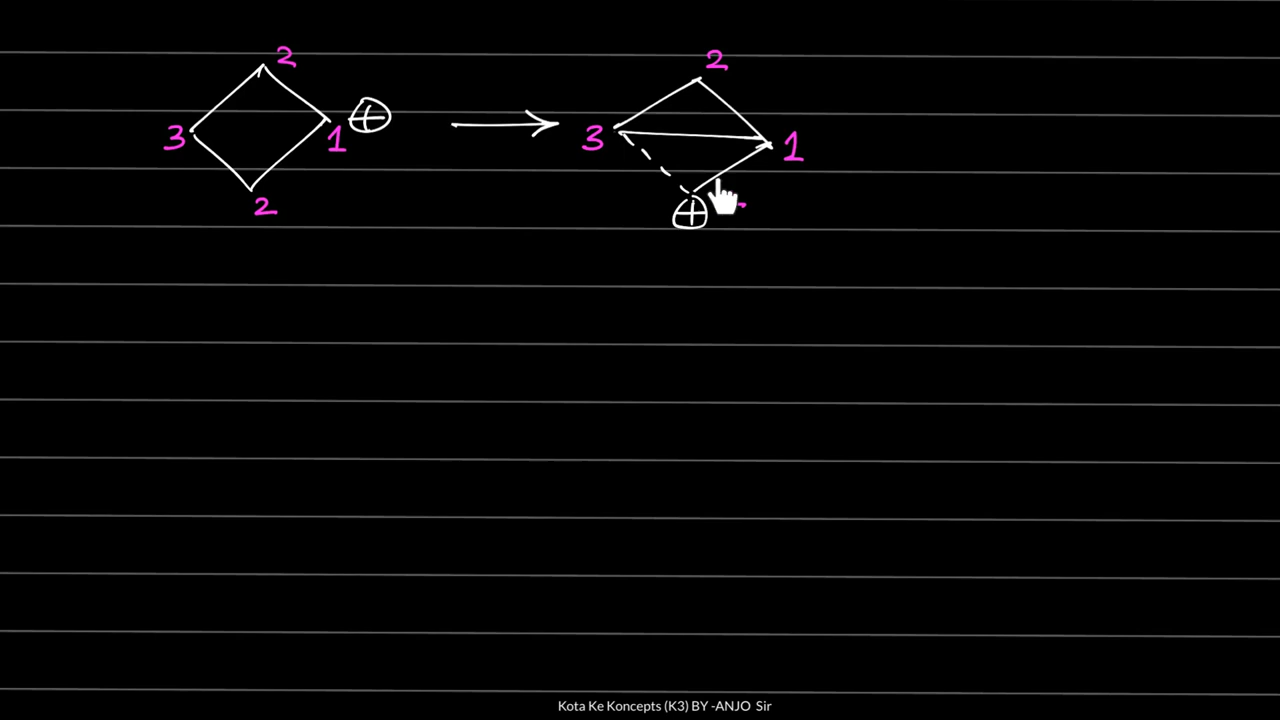 2 2
3 1 ⊕ → 3 1
2 ⊕
Kota Ke Koncepts (K3) BY -ANJO Sir